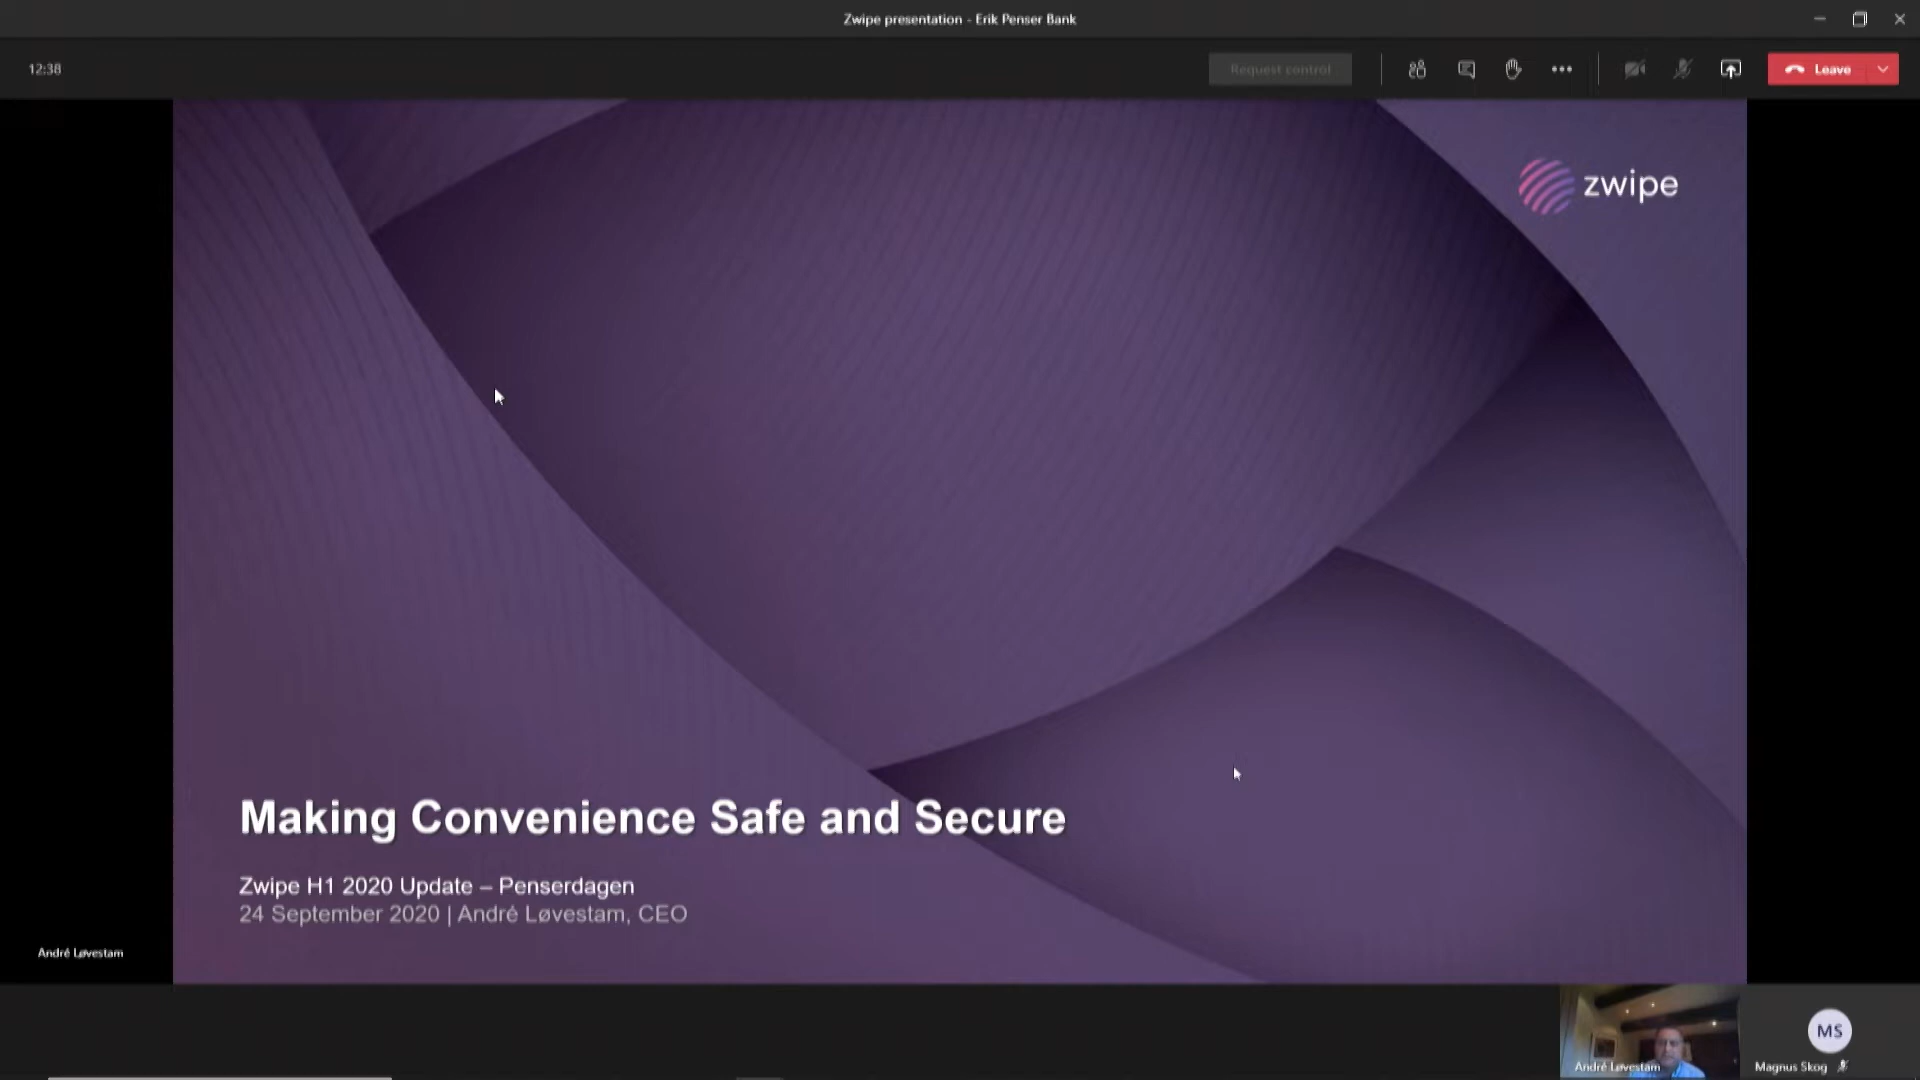 Zwipe presentation - Erik Penser Bank
12:38
Request control
Leave
zwipe
Making Convenience Safe and Secure
Zwipe H1 2020 Update – Penserdagen
24 September 2020 | André Løvestam, CEO
André Løvestam
MS
André Løvestam
Magnus Skog